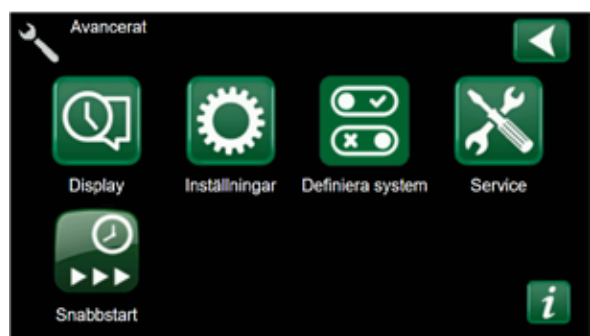 Avancerat
Display
Inställningar
Definiera system
Service
Snabbstart
i